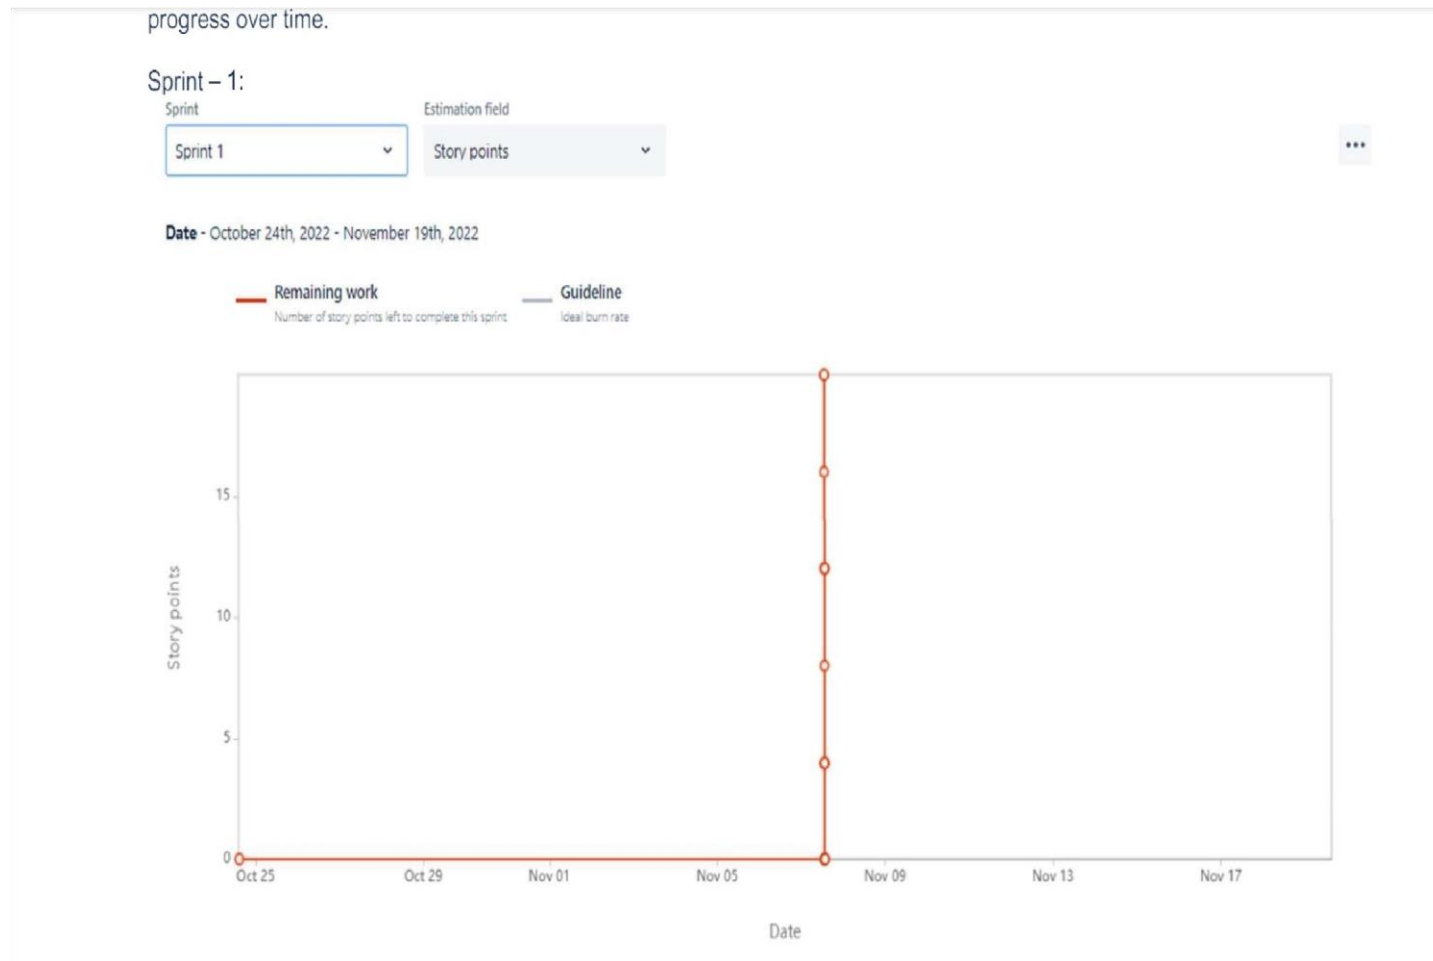 progress over time.
Sprint – 1:
Sprint
Estimation field
Sprint 1
Story points
Date - October 24th, 2022 - November 19th, 2022
Remaining work
Number of story points left to complete this sprint
Guideline
Ideal burn rate
15
10
5
0
Story points
Oct 25
Oct 29
Nov 01
Nov 05
Nov 09
Nov 13
Nov 17
Date